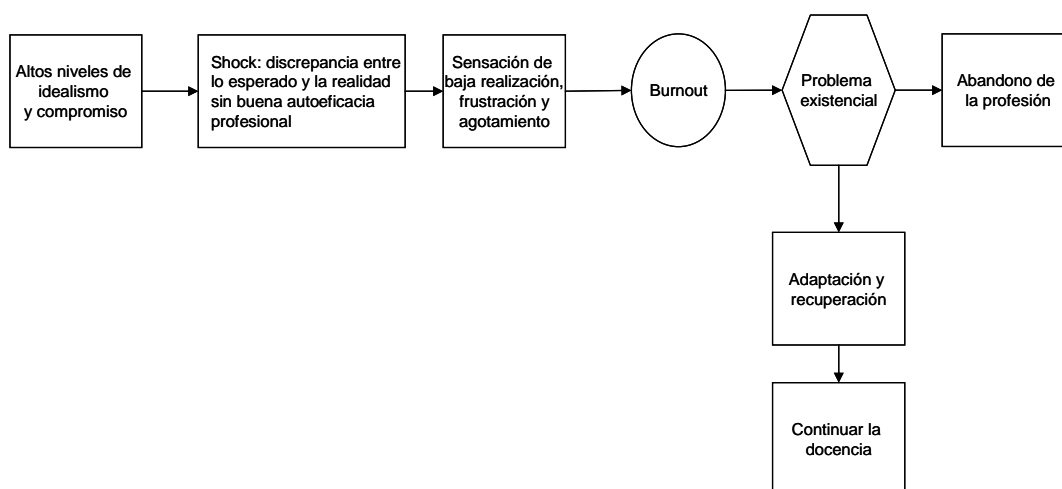 Altos niveles de
idealismo
y compromiso
Shock: discrepancia entre
lo esperado y la realidad
sin buena autoeficacia
profesional
Sensación de
baja realización,
frustración y
agotamiento
Burnout
Problema
existencial
Abandono de
la profesión
Adaptación y
recuperación
Continuar la
docencia